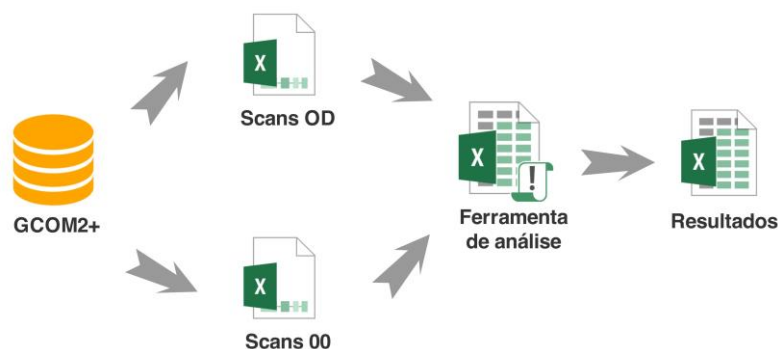 Scans OD
GCOM2+
Scans 00
X
X
X
!
X
Ferramenta
de análise
Resultados